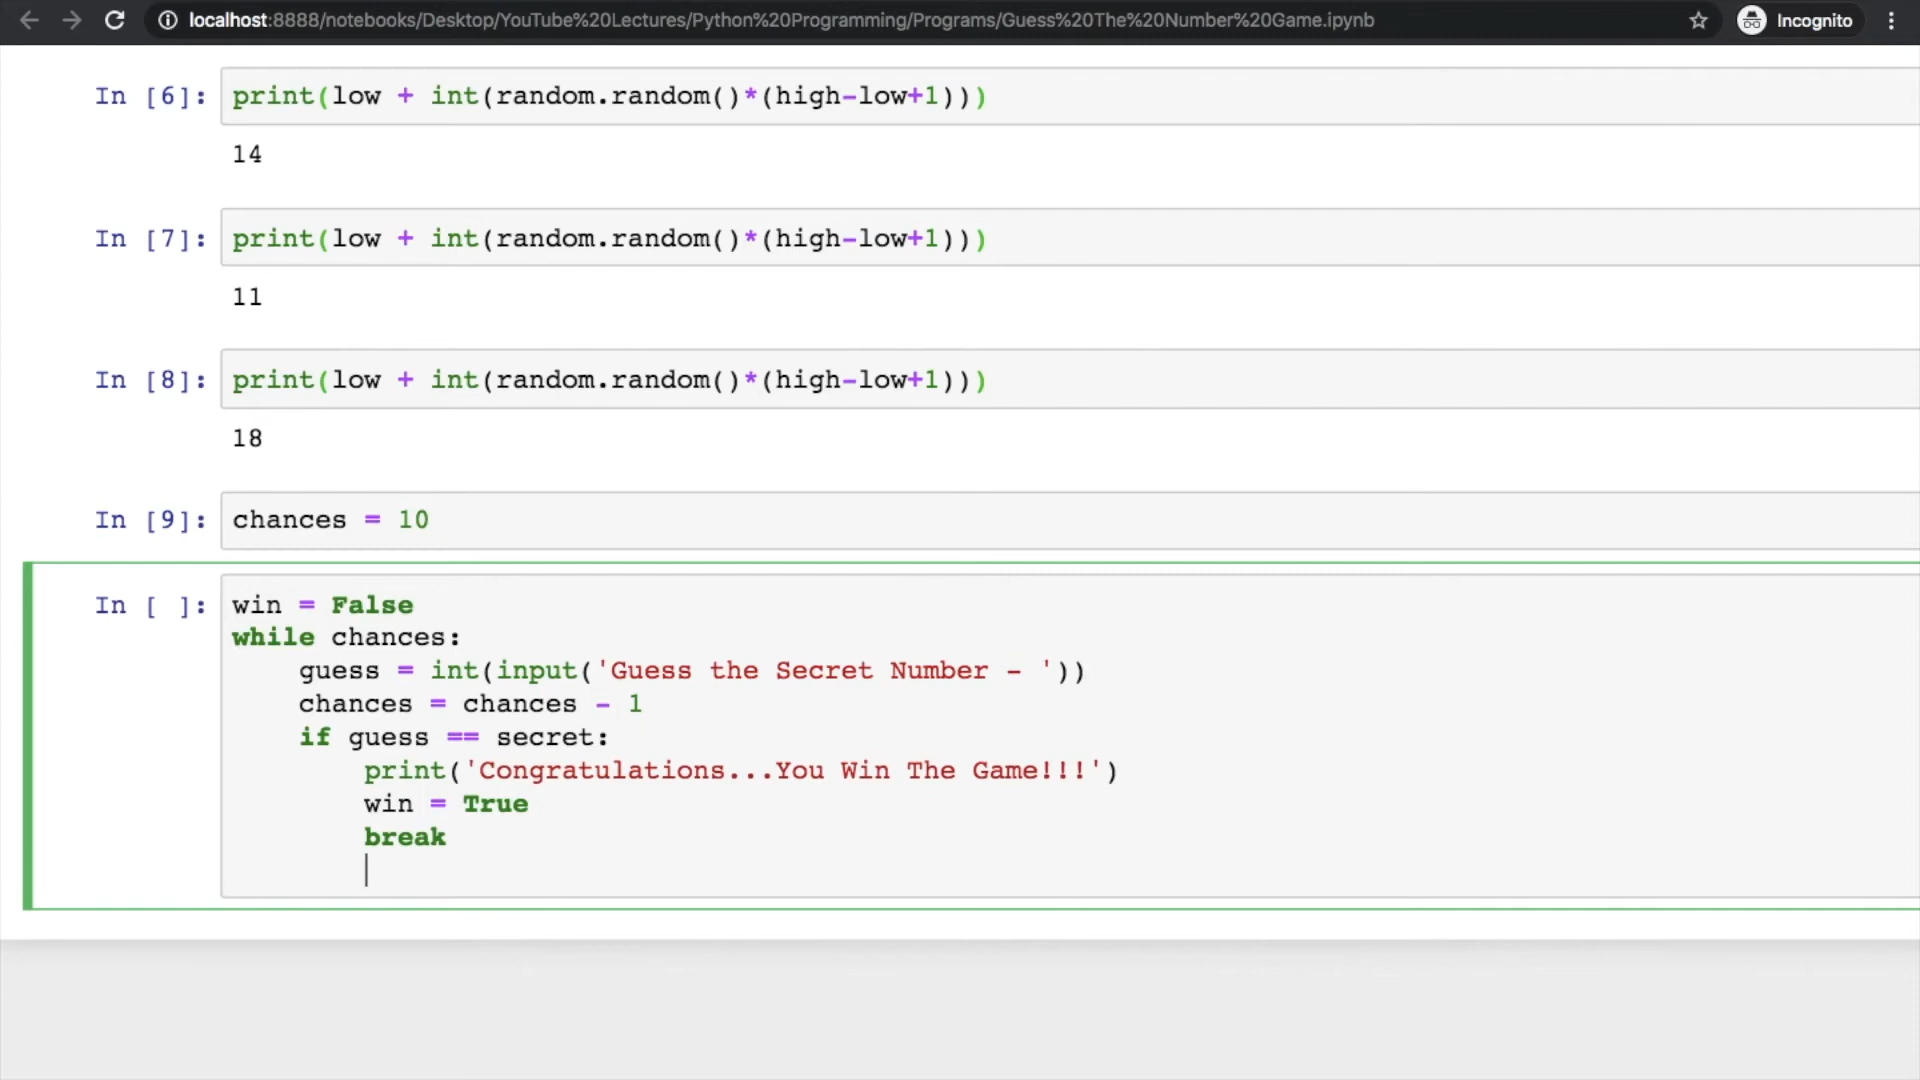 localhost:8888/notebooks/Desktop/YouTube%20Lectures/Python%20Programming/Programs/Guess%20The%20Number%20Game.ipynb
Incognito
In [6]: print(low + int(random.random()*(high-low+1)))
14
In [7]: print(low + int(random.random()*(high-low+1)))
11
In [8]: print(low + int(random.random()*(high-low+1)))
18
In [9]: chances = 10
In [ ]: win = False
while chances:
    guess = int(input('Guess the Secret Number - '))
    chances = chances - 1
    if guess == secret:
        print('Congratulations...You Win The Game!!!')
        win = True
        break